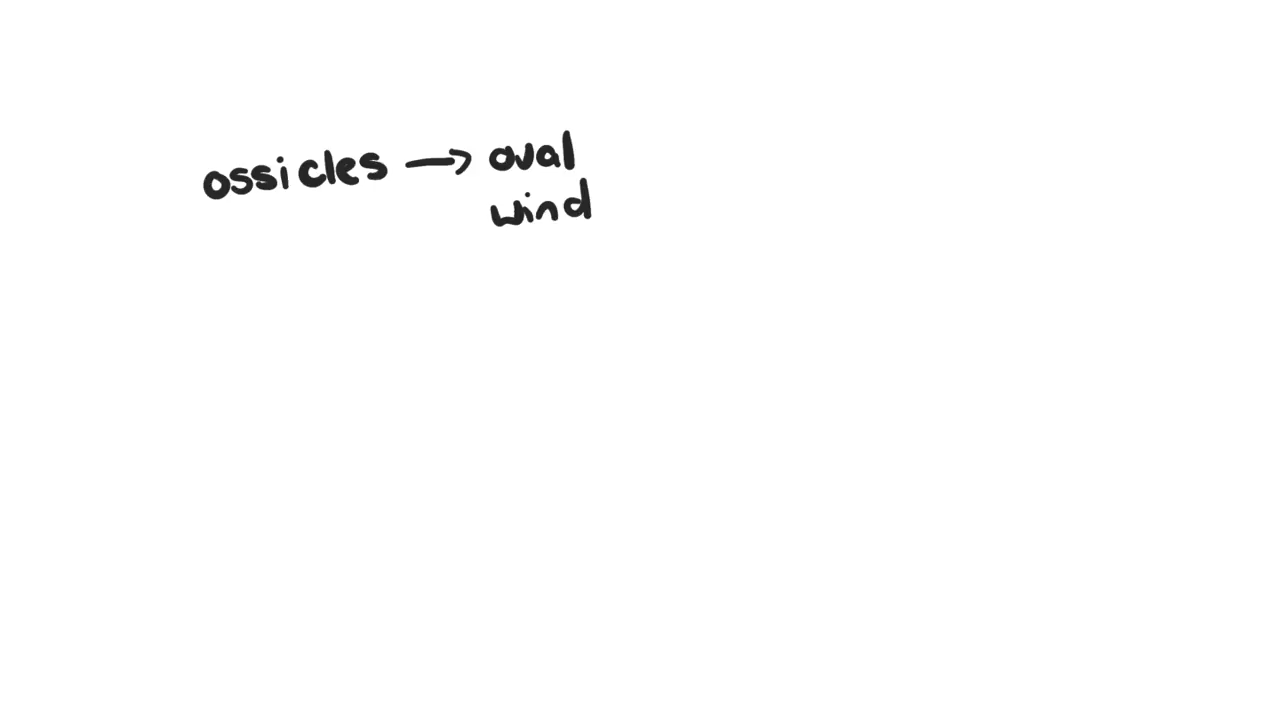 ossicles → oval
wind